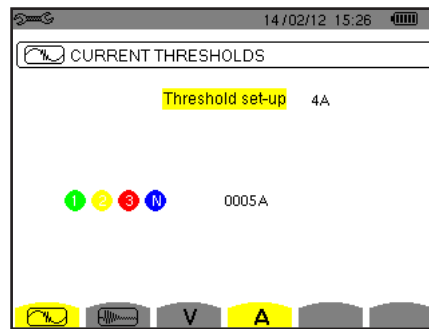 14/02/12 15:26
CURRENT THRESHOLDS
Threshold set-up 4A
1 2 3 N 0005A
V A